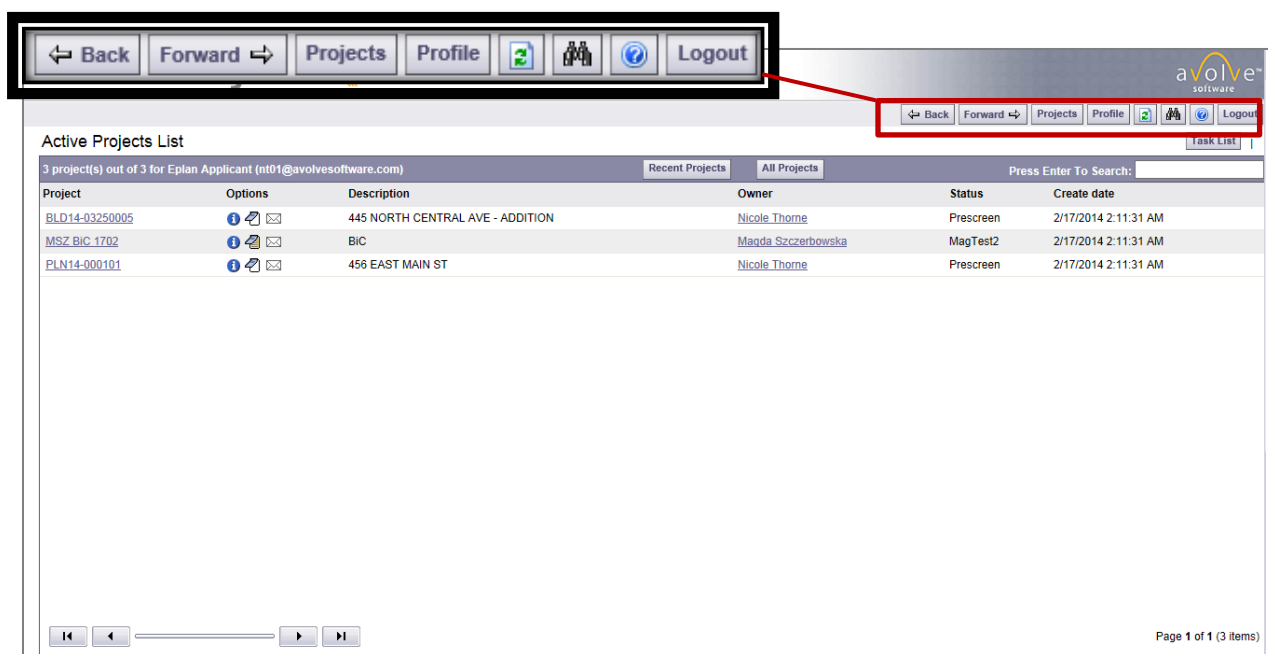 Back Forward Projects Profile Logout
avolve™
software
Back Forward Projects Profile Logout
Active Projects List Task List
3 project(s) out of 3 for Eplan Applicant (nt01@avolvesoftware.com) Recent Projects All Projects Press Enter To Search:
Project Options Description Owner Status Create date
BLD14-03250005 445 NORTH CENTRAL AVE - ADDITION Nicole Thorne Prescreen 2/17/2014 2:11:31 AM
MSZ BiC 1702 BiC Magda Szczerbowska MagTest2 2/17/2014 2:11:31 AM
PLN14-000101 456 EAST MAIN ST Nicole Thorne Prescreen 2/17/2014 2:11:31 AM
Page 1 of 1 (3 items)